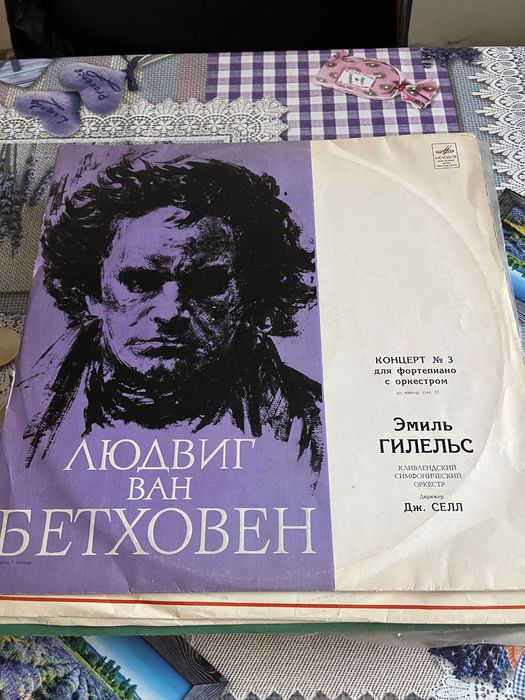 МЕЛОДИЯ
КОНЦЕРТ № 3
для фортепиано
с оркестром
до минор, соч. 37
Эмиль
ГИЛЕЛЬС
КЛИВЛЕНДСКИЙ
СИМФОНИЧЕСКИЙ
ОРКЕСТР
Дирижер
Дж. СЕЛЛ
ЛЮДВИГ
ВАН
БЕТХОВЕН